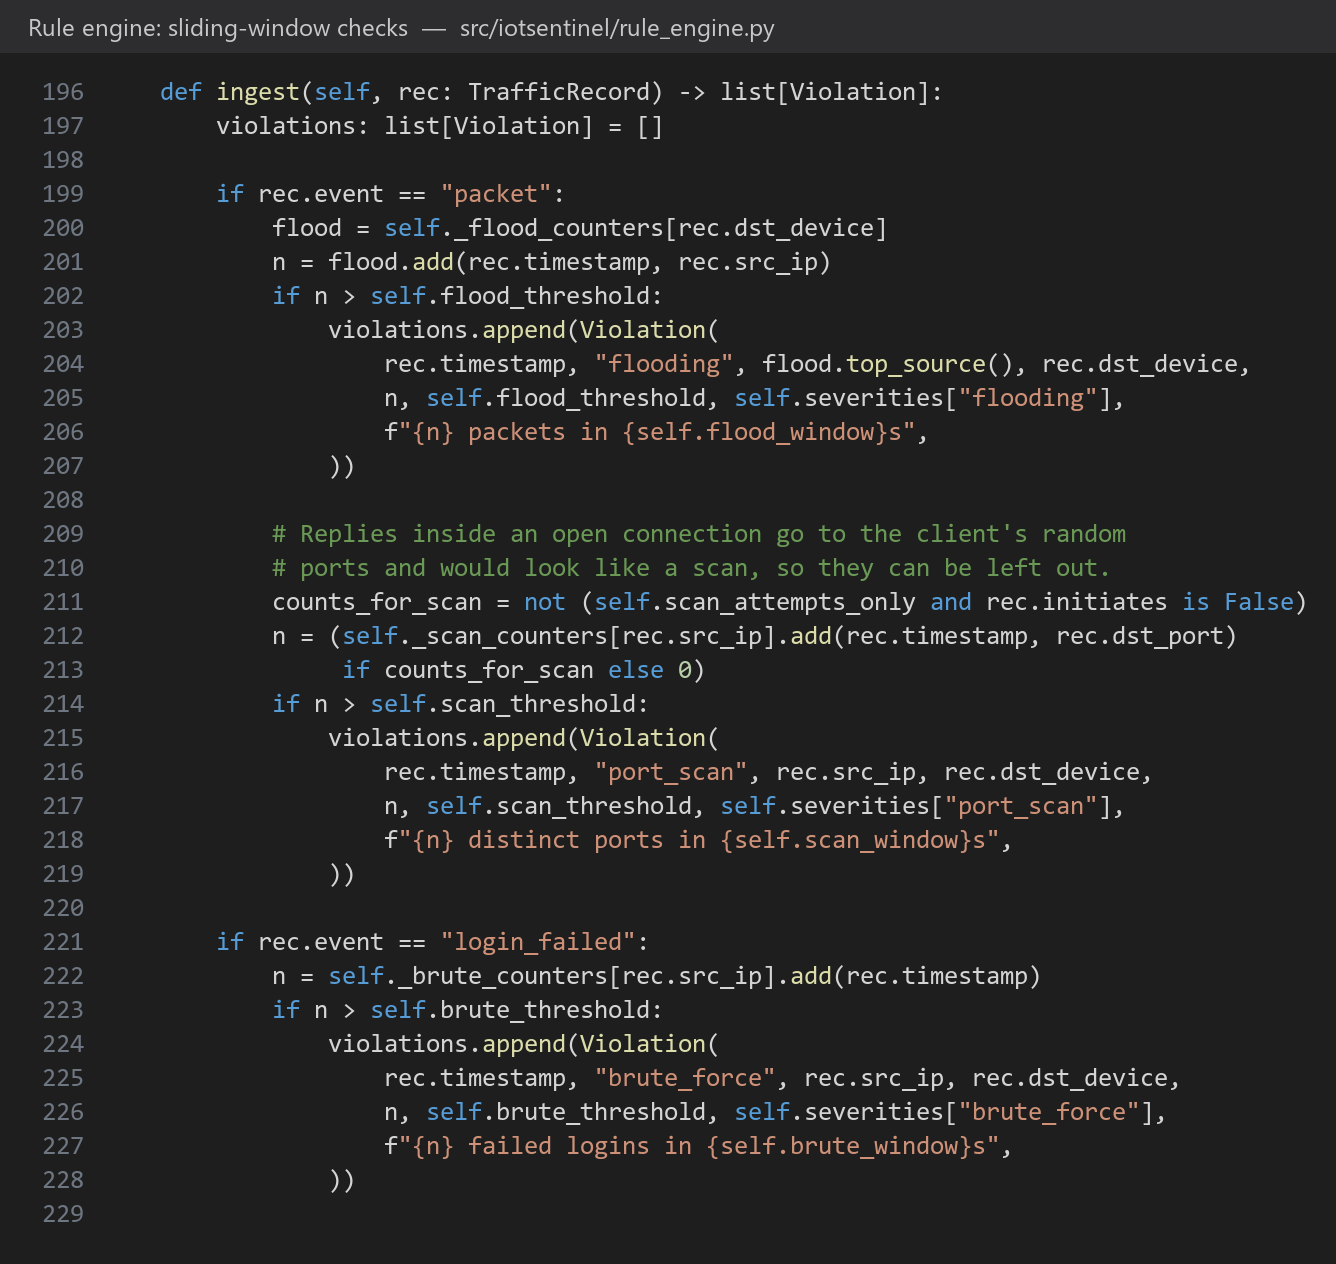 Rule engine: sliding-window checks — src/iotsentinel/rule_engine.py
196     def ingest(self, rec: TrafficRecord) -> list[Violation]:
197         violations: list[Violation] = []
198
199         if rec.event == "packet":
200             flood = self._flood_counters[rec.dst_device]
201             n = flood.add(rec.timestamp, rec.src_ip)
202             if n > self.flood_threshold:
203                 violations.append(Violation(
204                     rec.timestamp, "flooding", flood.top_source(), rec.dst_device,
205                     n, self.flood_threshold, self.severities["flooding"],
206                     f"{n} packets in {self.flood_window}s",
207                 ))
208
209             # Replies inside an open connection go to the client's random
210             # ports and would look like a scan, so they can be left out.
211             counts_for_scan = not (self.scan_attempts_only and rec.initiates is False)
212             n = (self._scan_counters[rec.src_ip].add(rec.timestamp, rec.dst_port)
213                  if counts_for_scan else 0)
214             if n > self.scan_threshold:
215                 violations.append(Violation(
216                     rec.timestamp, "port_scan", rec.src_ip, rec.dst_device,
217                     n, self.scan_threshold, self.severities["port_scan"],
218                     f"{n} distinct ports in {self.scan_window}s",
219                 ))
220
221         if rec.event == "login_failed":
222             n = self._brute_counters[rec.src_ip].add(rec.timestamp)
223             if n > self.brute_threshold:
224                 violations.append(Violation(
225                     rec.timestamp, "brute_force", rec.src_ip, rec.dst_device,
226                     n, self.brute_threshold, self.severities["brute_force"],
227                     f"{n} failed logins in {self.brute_window}s",
228                 ))
229